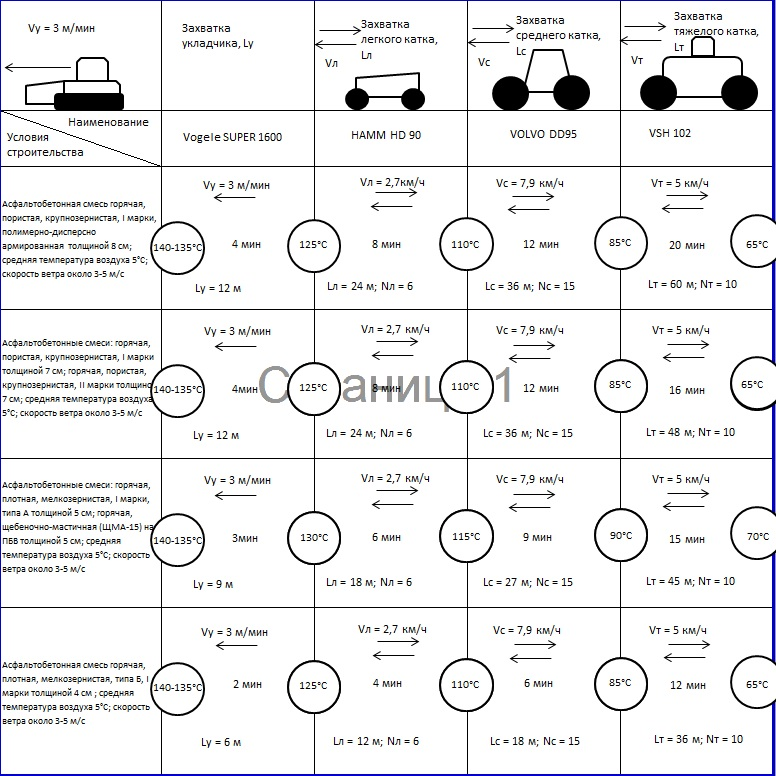 Vу = 3 м/мин
Захватка
укладчика, Lу
Захватка
легкого катка,
Lл
Vл
Захватка
среднего катка,
Lс
Vс
Захватка
тяжелого катка,
Lт
Vт
Наименование
Условия
строительства
Vogele SUPER 1600
HAMM HD 90
VOLVO DD95
VSH 102
Асфальтобетонная смесь горячая,
пористая, крупнозернистая, I марки,
полимерно-дисперсно
армированная толщиной 8 см;
средняя температура воздуха 5°С;
скорость ветра около 3-5 м/с
Vу = 3 м/мин
140-135°С
4 мин
Lу = 12 м
Vл = 2,7км/ч
125°С
8 мин
Lл = 24 м; Nл = 6
Vс = 7,9 км/ч
110°С
12 мин
Lс = 36 м; Nс = 15
Vт = 5 км/ч
85°С
20 мин
65°С
Lт = 60 м; Nт = 10
Асфальтобетонные смеси: горячая,
пористая, крупнозернистая, I марки
толщиной 7 см; горячая, пористая,
крупнозернистая, II марки толщиной
7 см; средняя температура воздуха
5°С; скорость ветра около 3-5 м/с
Vу = 3 м/мин
140-135°С
4мин
Lу = 12 м
Vл = 2,7 км/ч
125°С
8 мин
Lл = 24 м; Nл = 6
Vс = 7,9 км/ч
110°С
12 мин
Lс = 36 м; Nс = 15
Vт = 5 км/ч
85°С
16 мин
65°С
Lт = 48 м; Nт = 10
Страница 1
Асфальтобетонные смеси: горячая,
плотная, мелкозернистая, I марки,
типа А толщиной 5 см; горячая,
щебеночно-мастичная (ЩМА-15) на
ПБВ толщиной 5 см; средняя
температура воздуха 5°С; скорость
ветра около 3-5 м/с
Vу = 3 м/мин
140-135°С
3мин
Lу = 9 м
Vл = 2,7 км/ч
130°С
6 мин
Lл = 18 м; Nл = 6
Vс = 7,9 км/ч
115°С
9 мин
Lс = 27 м; Nс = 15
Vт = 5 км/ч
90°С
15 мин
70°С
Lт = 45 м; Nт = 10
Асфальтобетонная смесь горячая,
плотная, мелкозернистая, типа Б, I
марки толщиной 4 см ; средняя
температура воздуха 5°С; скорость
ветра около 3-5 м/с
Vу = 3 м/мин
140-135°С
2 мин
Lу = 6 м
Vл = 2,7 км/ч
125°С
4 мин
Lл = 12 м; Nл = 6
Vс = 7,9 км/ч
110°С
6 мин
Lс = 18 м; Nс = 15
Vт = 5 км/ч
85°С
12 мин
65°С
Lт = 36 м; Nт = 10